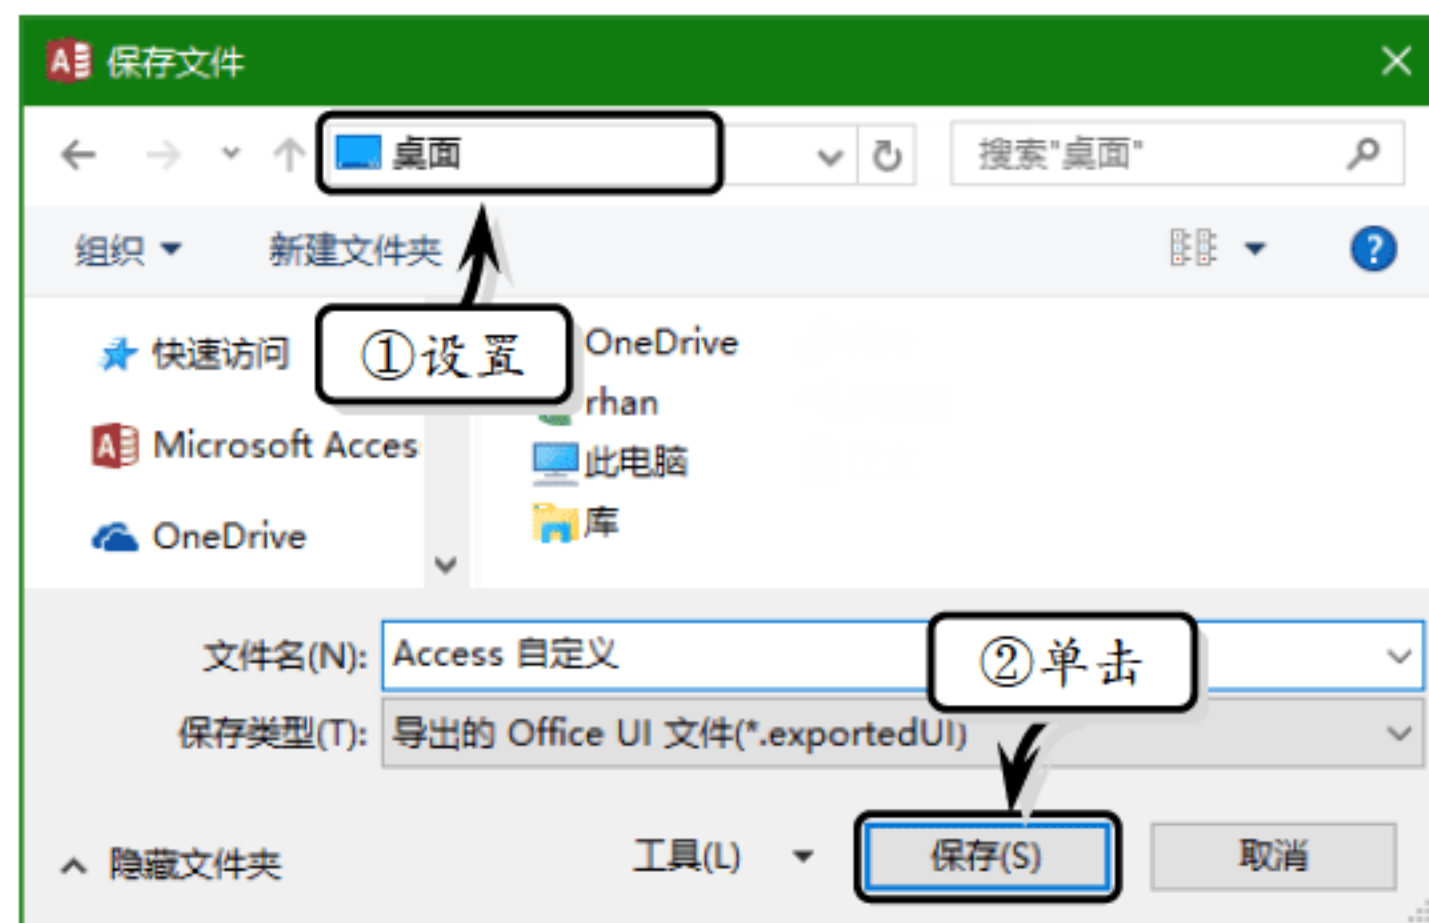 保存文件
桌面
搜索"桌面"
组织
新建文件夹
①设置
快速访问
Microsoft Acces
OneDrive
OneDrive
rhan
此电脑
库
文件名(N): Access 自定义
②单击
保存类型(T): 导出的 Office UI 文件(*.exportedUI)
隐藏文件夹
工具(L)
保存(S)
取消